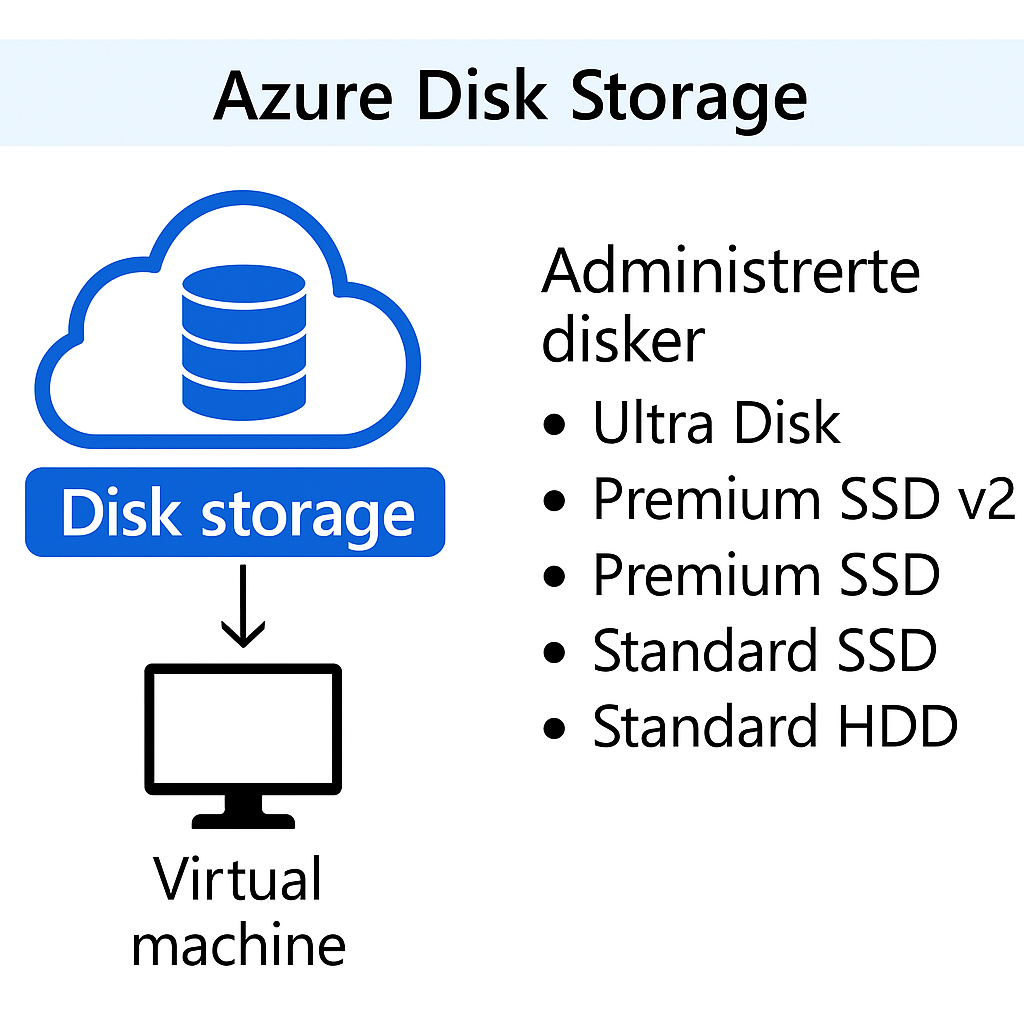 Azure Disk Storage
Disk storage
Virtual
machine
Administrerte
disker
• Ultra Disk
• Premium SSD v2
• Premium SSD
• Standard SSD
• Standard HDD